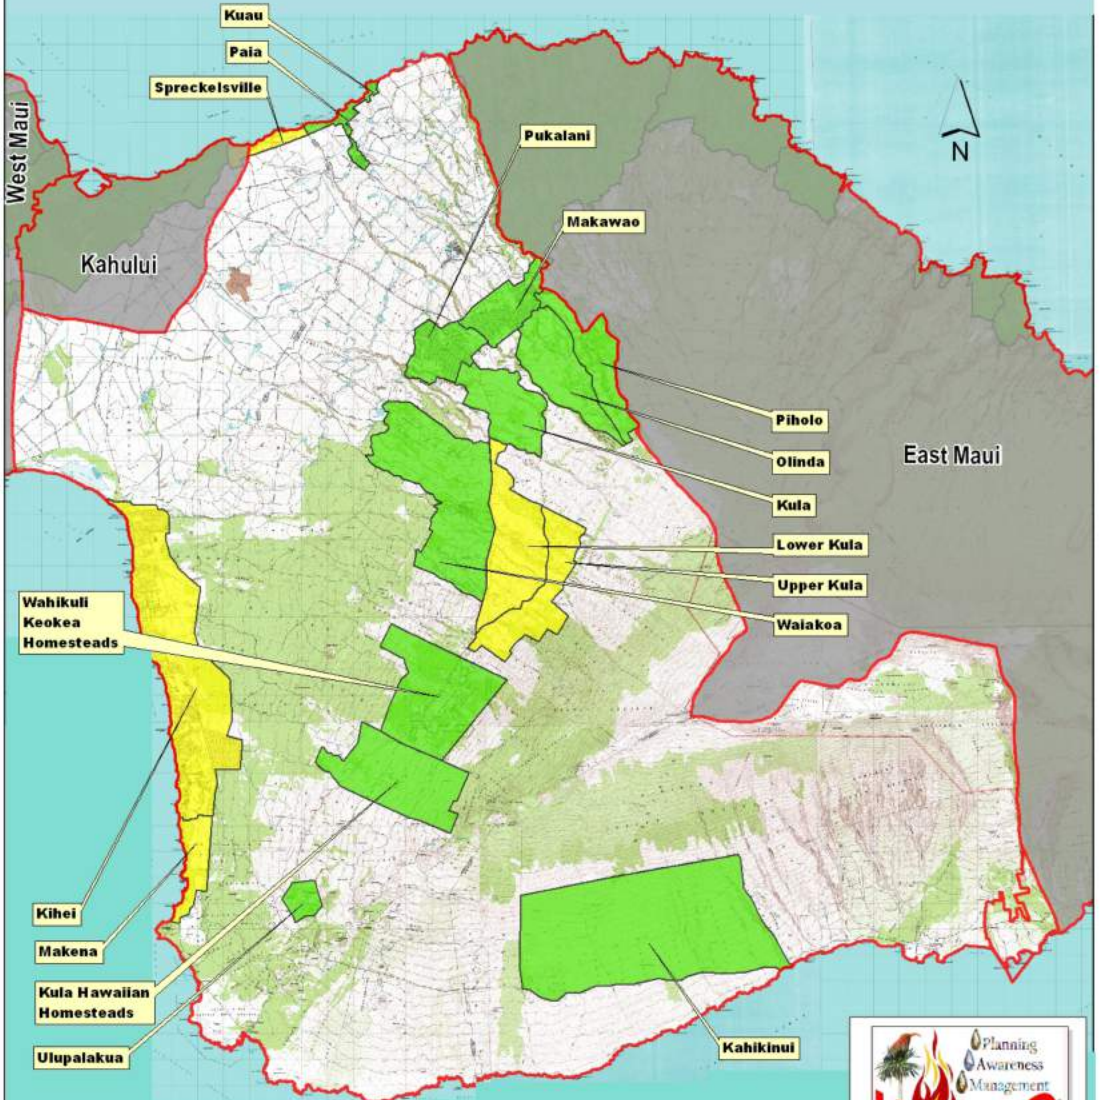 Kuau
Paia
Spreckelsville
West Maui
Pukalani
N
Makawao
Kahului
Piholo
East Maui
Olinda
Kula
Lower Kula
Upper Kula
Waiakoa
Wahikuli
Keokea
Homesteads
Kihei
Makena
Kula Hawaiian
Homesteads
Ulupalakua
Kahikinui
Planning
Awareness
Management